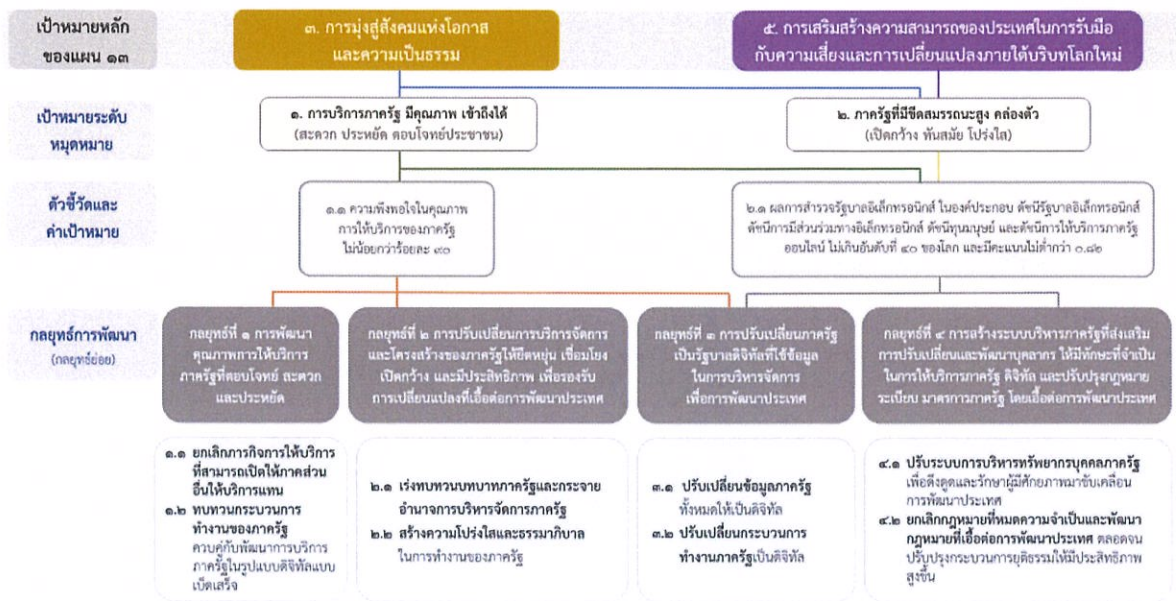 เป้าหมายหลัก
ของแผน ๑๓
๓. การมุ่งสู่สังคมแห่งโอกาส
และความเป็นธรรม
๕. การเสริมสร้างความสามารถของประเทศในการรับมือ
กับความเสี่ยงและการเปลี่ยนแปลงภายใต้บริบทโลกใหม่
เป้าหมายระดับ
หมุดหมาย
๑. การบริการภาครัฐ มีคุณภาพ เข้าถึงได้
(สะดวก ประหยัด ตอบโจทย์ประชาชน)
๒. ภาครัฐที่มีขีดสมรรถนะสูง คล่องตัว
(เปิดกว้าง ทันสมัย โปร่งใส)
ตัวชี้วัดและ
ค่าเป้าหมาย
๑.๑ ความพึงพอใจในคุณภาพ
การให้บริการของภาครัฐ
ไม่น้อยกว่าร้อยละ ๙๐
๒.๑ ผลการสำรวจรัฐบาลอิเล็กทรอนิกส์ ในองค์ประกอบ ดัชนีรัฐบาลอิเล็กทรอนิกส์
ดัชนีการมีส่วนร่วมทางอิเล็กทรอนิกส์ ดัชนีทุนมนุษย์ และดัชนีการให้บริการภาครัฐ
ออนไลน์ ไม่เกินอันดับที่ ๔๐ ของโลก และมีคะแนนไม่ต่ำกว่า ๐.๘๒
กลยุทธ์การพัฒนา
(กลยุทธ์ย่อย)
กลยุทธ์ที่ ๑ การพัฒนา
คุณภาพการให้บริการ
ภาครัฐที่ตอบโจทย์ สะดวก
และประหยัด
กลยุทธ์ที่ ๒ การปรับเปลี่ยนการบริหารจัดการ
และโครงสร้างของภาครัฐให้ยืดหยุ่น เชื่อมโยง
เปิดกว้าง และมีประสิทธิภาพ เพื่อรองรับ
การเปลี่ยนแปลงที่เอื้อต่อการพัฒนาประเทศ
กลยุทธ์ที่ ๓ การปรับเปลี่ยนภาครัฐ
เป็นรัฐบาลดิจิทัลที่ใช้ข้อมูล
ในการบริหารจัดการ
เพื่อการพัฒนาประเทศ
กลยุทธ์ที่ ๔ การสร้างระบบบริหารภาครัฐที่ส่งเสริม
การปรับเปลี่ยนและพัฒนาบุคลากร ให้มีทักษะที่จำเป็น
ในการให้บริการภาครัฐ ดิจิทัล และปรับปรุงกฎหมาย
ระเบียบ มาตรการภาครัฐ โดยเอื้อต่อการพัฒนาประเทศ
๑.๑ ยกเลิกภารกิจการให้บริการ
ที่สามารถเปิดให้ภาคส่วน
อื่นให้บริการแทน
๑.๒ ทบทวนกระบวนการ
ทำงานของภาครัฐ
ควบคู่กับพัฒนาการบริการ
ภาครัฐในรูปแบบดิจิทัลแบบ
เบ็ดเสร็จ
๒.๑ เร่งทบทวนบทบาทภาครัฐและกระจาย
อำนาจการบริหารจัดการภาครัฐ
๒.๒ สร้างความโปร่งใสและธรรมาภิบาล
ในการทำงานของภาครัฐ
๓.๑ ปรับเปลี่ยนข้อมูลภาครัฐ
ทั้งหมดให้เป็นดิจิทัล
๓.๒ ปรับเปลี่ยนกระบวนการ
ทำงานภาครัฐเป็นดิจิทัล
๔.๑ ปรับระบบการบริหารทรัพยากรบุคคลภาครัฐ
เพื่อดึงดูดและรักษาผู้มีศักยภาพมาขับเคลื่อน
การพัฒนาประเทศ
๔.๒ ยกเลิกกฎหมายที่หมดความจำเป็นและพัฒนา
กฎหมายที่เอื้อต่อการพัฒนาประเทศ ตลอดจน
ปรับปรุงกระบวนการยุติธรรมให้มีประสิทธิภาพ
สูงขึ้น